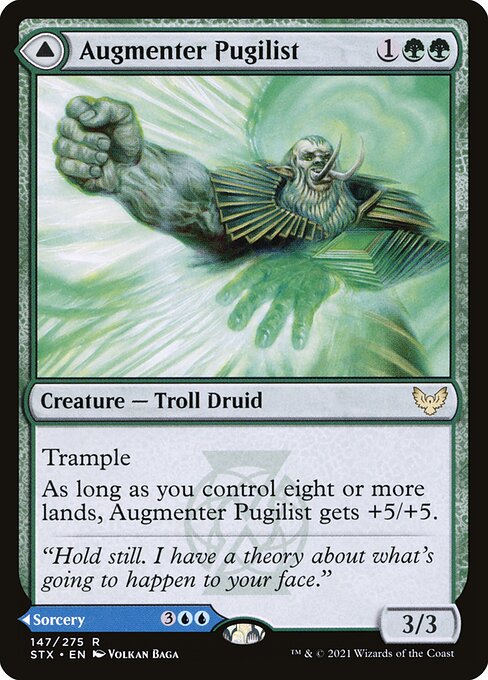 Augmenter Pugilist 1
Creature — Troll Druid
Trample
As long as you control eight or more
lands, Augmenter Pugilist gets +5/+5.
“Hold still. I have a theory about what’s
going to happen to your face.”
Sorcery 3
3/3
147/275 R
STX • EN Volkan Baga
™ & © 2021 Wizards of the Coast